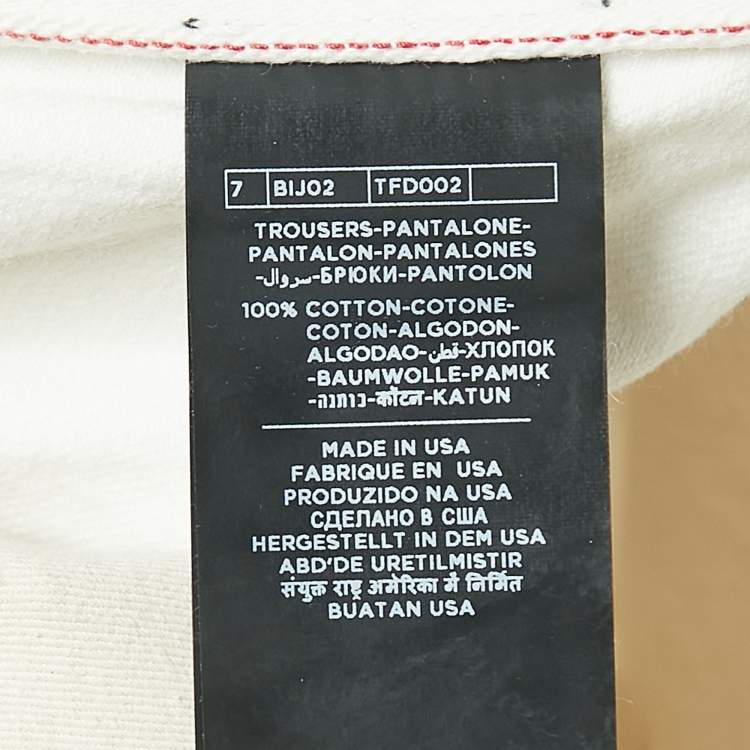 7 BIJ02 TFD002
TROUSERS-PANTALONE-
PANTALON-PANTALONES
-سروال-БРЮКИ-PANTOLON
100% COTTON-COTONE-
COTON-ALGODON-
ALGODAO-قطن-ХЛОПОК
-BAUMWOLLE-PAMUK
-כותנה-कॉटन-KATUN
MADE IN USA
FABRIQUE EN USA
PRODUZIDO NA USA
СДЕЛАНО В США
HERGESTELLT IN DEM USA
ABD'DE URETILMISTIR
संयुक्त राष्ट्र अमेरिका में निर्मित
BUATAN USA